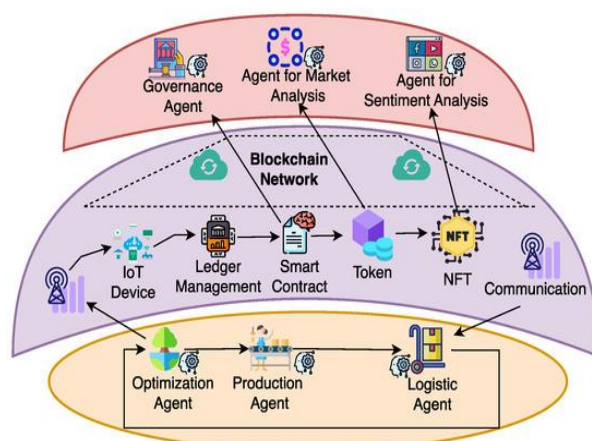 Governance
Agent
$
Agent for Market
Analysis
Agent for
Sentiment Analysis
Blockchain
Network
IoT
Device
Ledger
Management
Smart
Contract
Token
NFT
NFT
Communication
Optimization
Agent
Production
Agent
Logistic
Agent